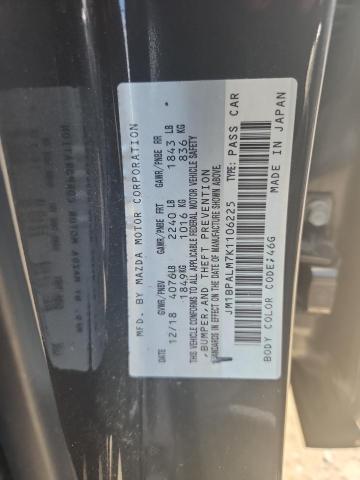 MFD. BY MAZDA MOTOR CORPORATION
DATE GVWR/PNBV GAWR/PNBE FRT GAWR/PNBE RR
12/18 4076LB 2240 LB 1843 LB
1849KG 1016 KG 836 KG
THIS VEHICLE CONFORMS TO ALL APPLICABLE FEDERAL MOTOR VEHICLE SAFETY
,BUMPER,AND THEFT PREVENTION
STANDARDS IN EFFECT ON THE DATE OF MANUFACTURE SHOWN ABOVE.
JM1BPALM7K1106225 TYPE: PASS CAR
BODY COLOR CODE;46G MADE IN JAPAN